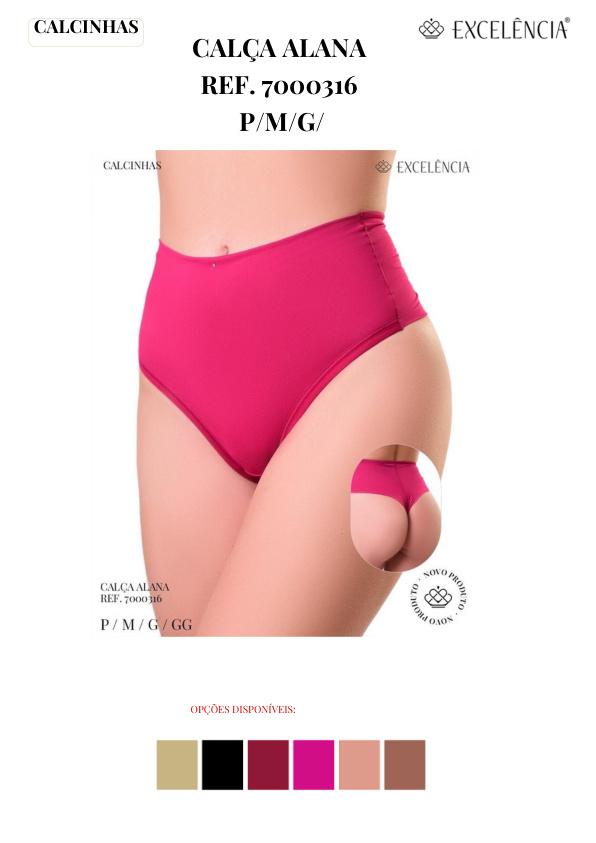 CALCINHAS
EXCELÊNCIA®
CALÇA ALANA
REF. 7000316
P/M/G/
CALCINHAS
EXCELÊNCIA
CALÇA ALANA
REF. 7000316
P / M / G / GG
· NOVO PRODUTO · NOVO PRODUTO
OPÇÕES DISPONÍVEIS: